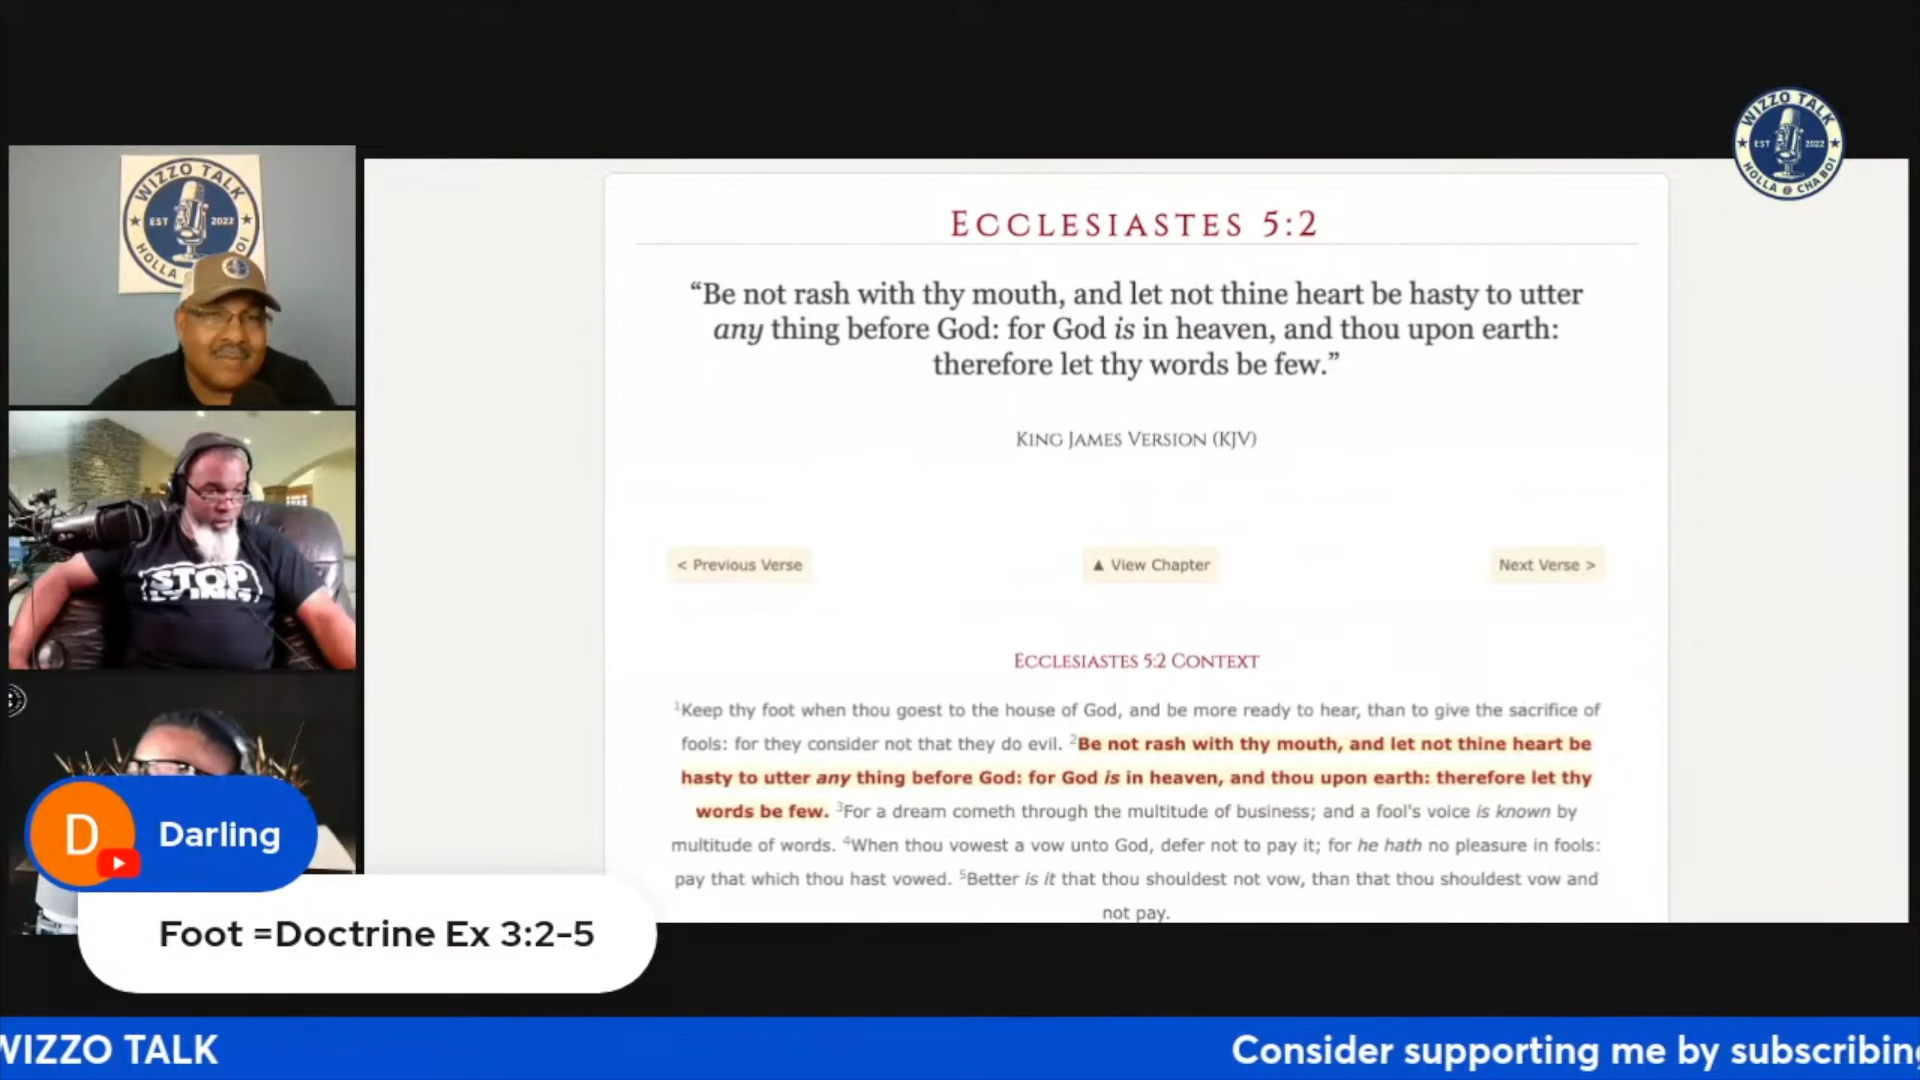 WIZZO TALK
EST 2022
HOLLA @ CHA BOI
WIZZO TALK
EST 2022
HOLLA
OI
STOP
LYING
ECCLESIASTES 5:2
“Be not rash with thy mouth, and let not thine heart be hasty to utter
any thing before God: for God is in heaven, and thou upon earth:
therefore let thy words be few.”
KING JAMES VERSION (KJV)
< Previous Verse
▲ View Chapter
Next Verse >
ECCLESIASTES 5:2 CONTEXT
1Keep thy foot when thou goest to the house of God, and be more ready to hear, than to give the sacrifice of
fools: for they consider not that they do evil. 2Be not rash with thy mouth, and let not thine heart be
hasty to utter any thing before God: for God is in heaven, and thou upon earth: therefore let thy
words be few. 3For a dream cometh through the multitude of business; and a fool's voice is known by
multitude of words. 4When thou vowest a vow unto God, defer not to pay it; for he hath no pleasure in fools:
pay that which thou hast vowed. 5Better is it that thou shouldest not vow, than that thou shouldest vow and
not pay.
D
Darling
Foot =Doctrine Ex 3:2-5
WIZZO TALK
Consider supporting me by subscribing